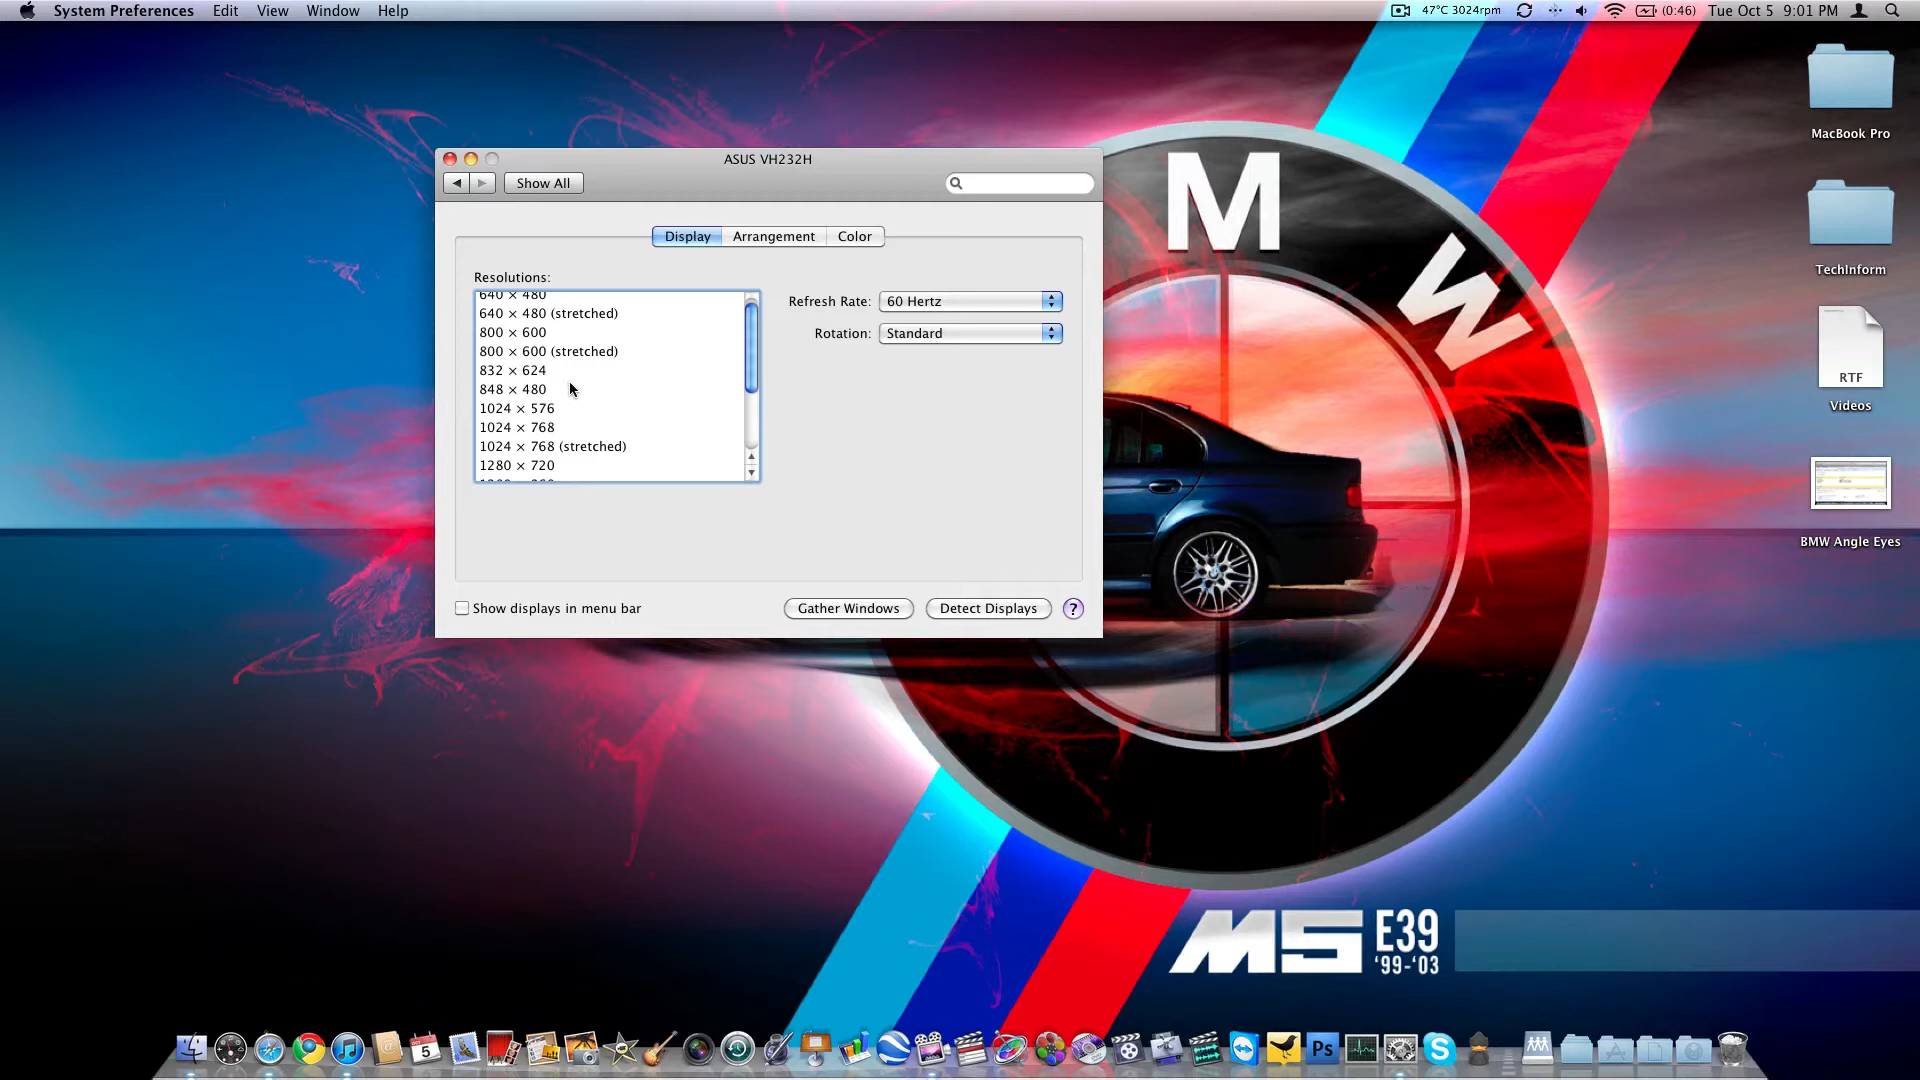 System Preferences Edit View Window Help 47°C 3024rpm (0:46) Tue Oct 5 9:01 PM
ASUS VH232H
Show All
Display Arrangement Color
Resolutions:
640 × 480
640 × 480 (stretched)
800 × 600
800 × 600 (stretched)
832 × 624
848 × 480
1024 × 576
1024 × 768
1024 × 768 (stretched)
1280 × 720
Refresh Rate: 60 Hertz
Rotation: Standard
Show displays in menu bar
Gather Windows Detect Displays ?
MacBook Pro
TechInform
RTF
Videos
BMW Angle Eyes
M
W
M5 E39
‘99-‘03
5
Ps